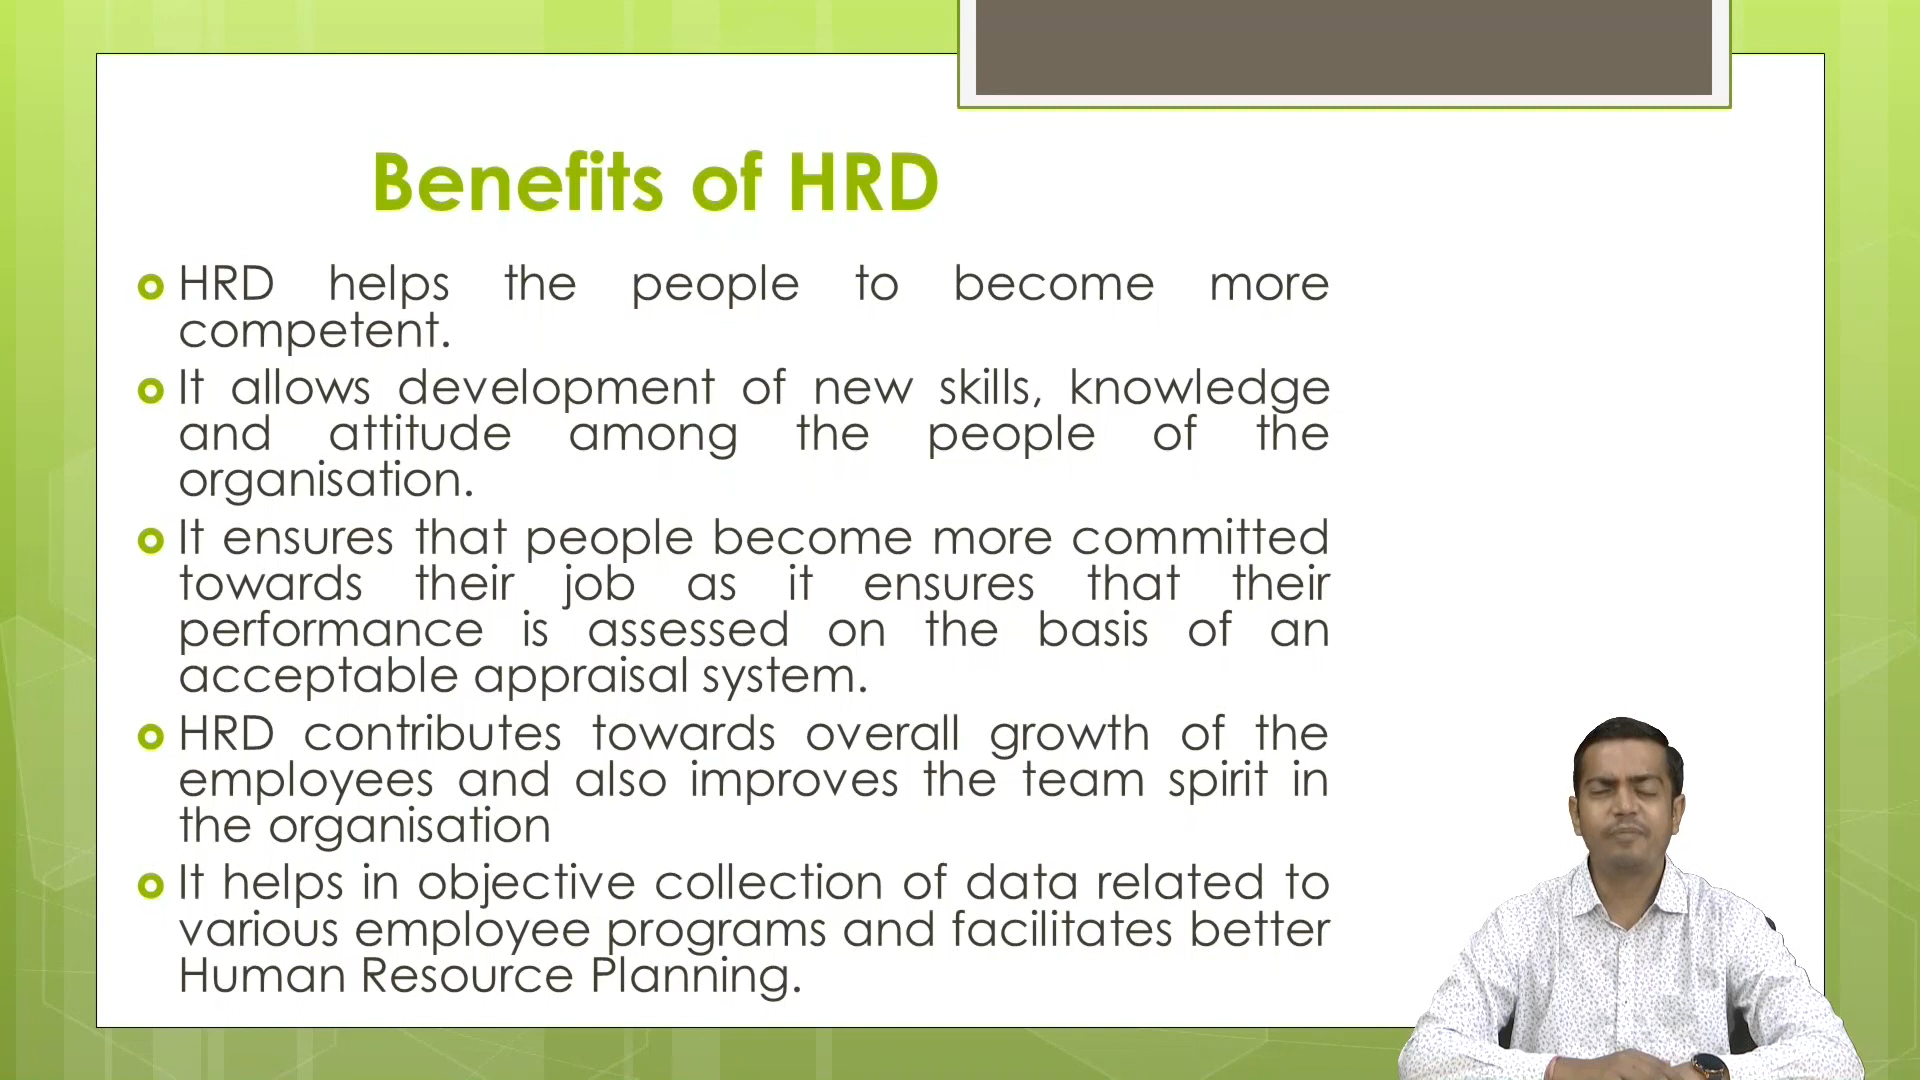 Benefits of HRD
HRD helps the people to become more
competent.
It allows development of new skills, knowledge
and attitude among the people of the
organisation.
It ensures that people become more committed
towards their job as it ensures that their
performance is assessed on the basis of an
acceptable appraisal system.
HRD contributes towards overall growth of the
employees and also improves the team spirit in
the organisation
It helps in objective collection of data related to
various employee programs and facilitates better
Human Resource Planning.